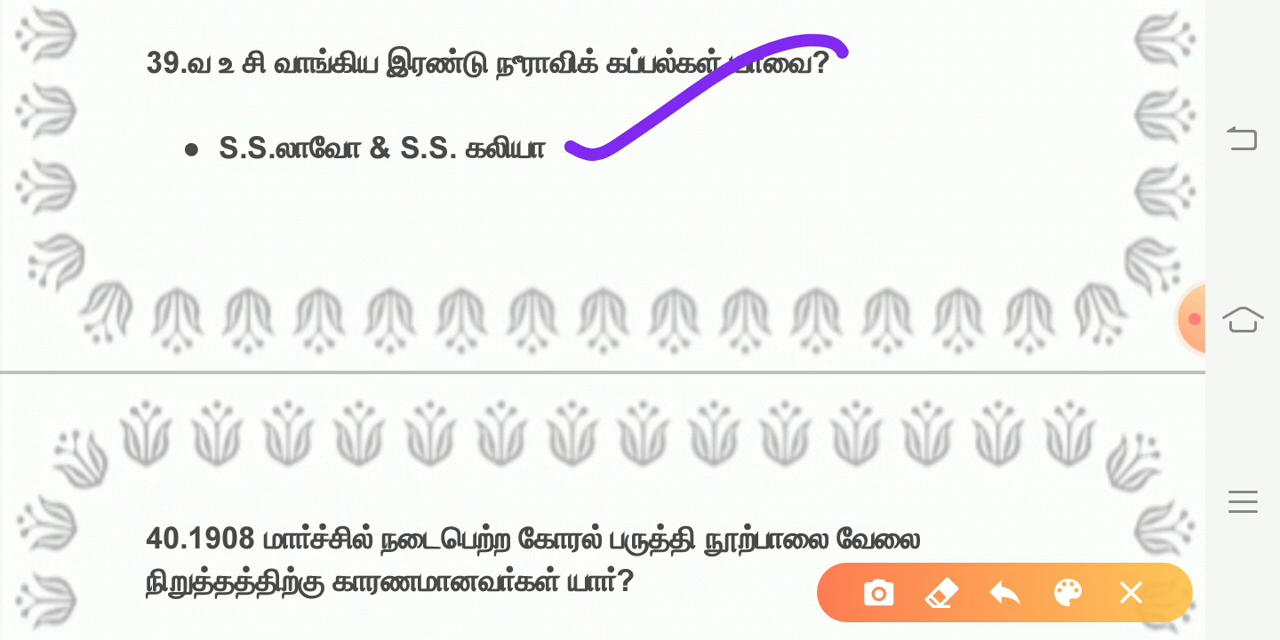 39.வ உ சி வாங்கிய இரண்டு நூராவிக் கப்பல்கள் யாவை?
● S.S.லாவோ & S.S. கலியா
40.1908 மார்ச்சில் நடைபெற்ற கோரல் பருத்தி நூற்பாலை வேலை
நிறுத்தத்திற்கு காரணமானவர்கள் யார்?